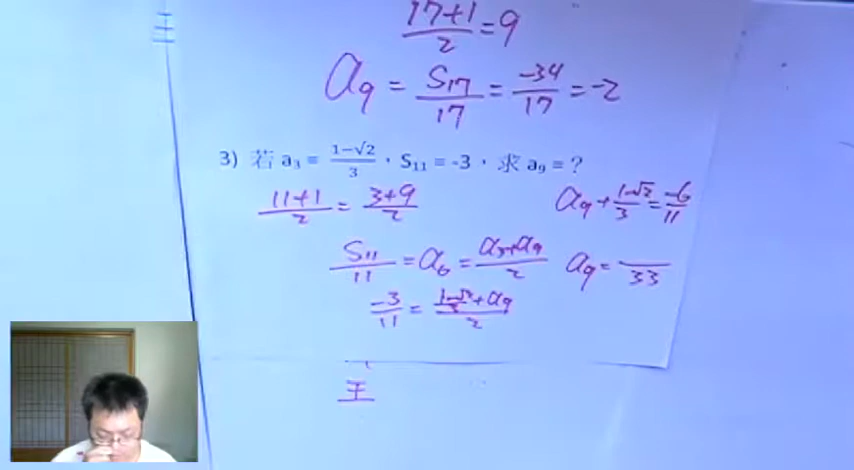 (17+1)/2 = 9
a₉ = S₁₇/17 = -34/17 = -2
3) 若 a₃ = (1-√2)/3，S₁₁ = -3，求 a₉ = ?
(11+1)/2 = (3+9)/2
a₉ + (1-√2)/3 = -6/11
S₁₁/11 = a₆ = (a₃+a₉)/2
a₉ = /33
-3/11 = ((1-√2)/3 + a₉)/2